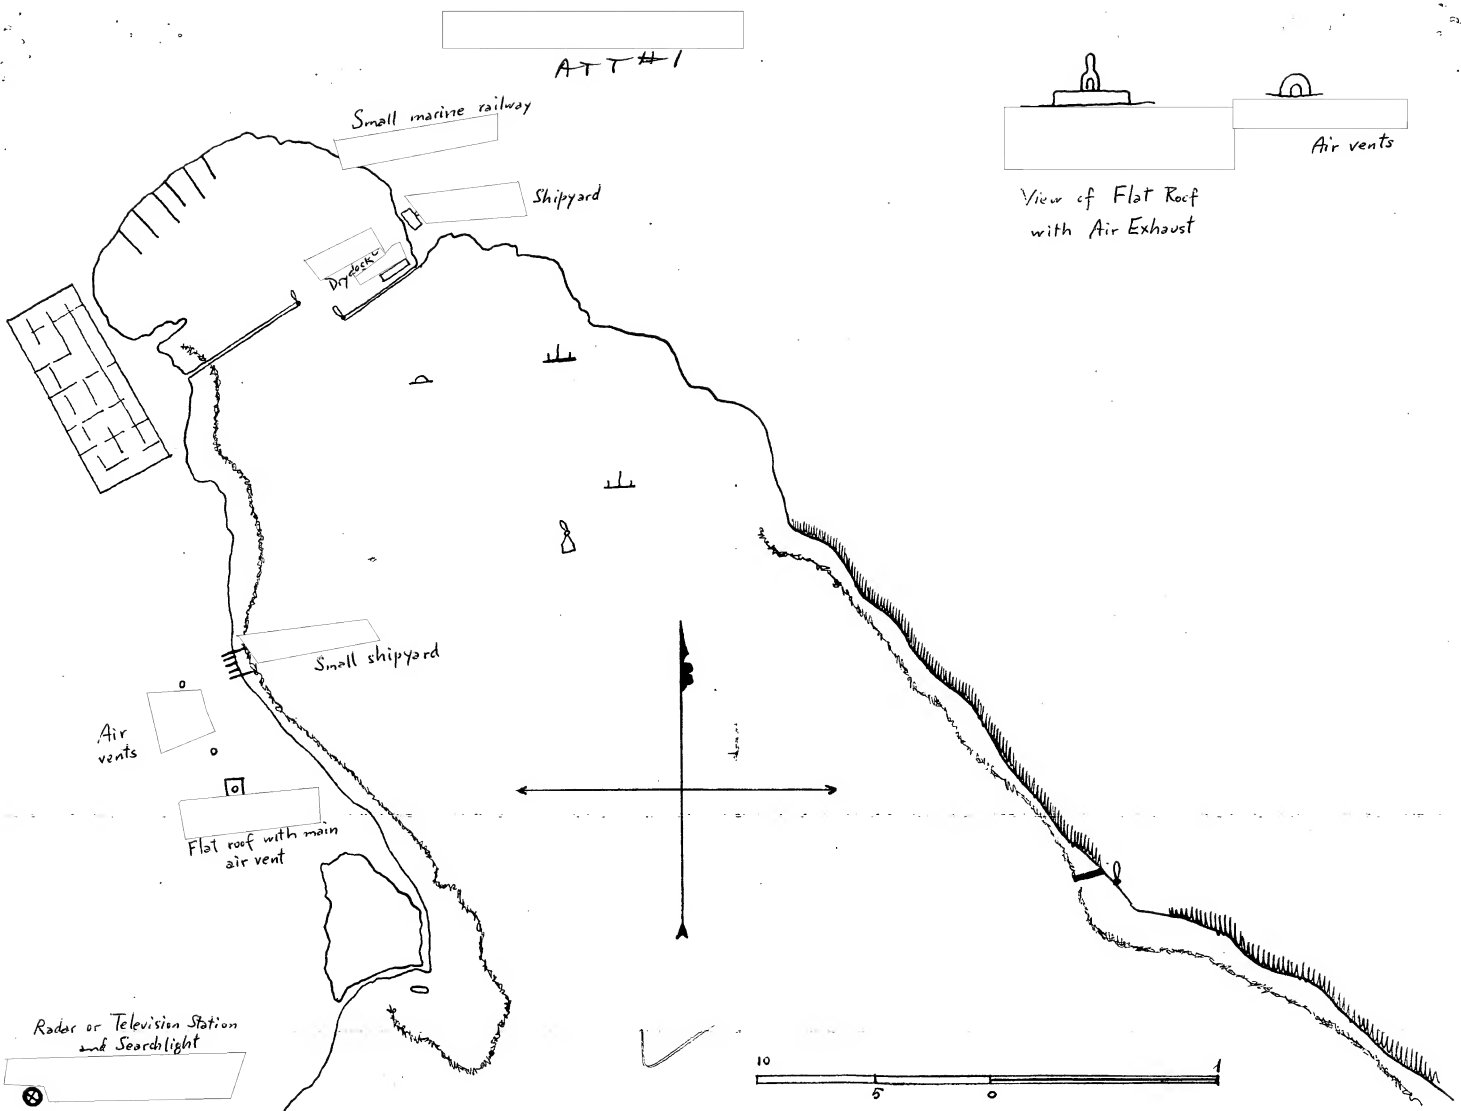 ATT #1
Small marine railway
Shipyard
Drydock
Air vents
View of Flat Roof
with Air Exhaust
Small shipyard
Air
vents
Flat roof with main
air vent
Radar or Television Station
and Searchlight
10
5
0
1